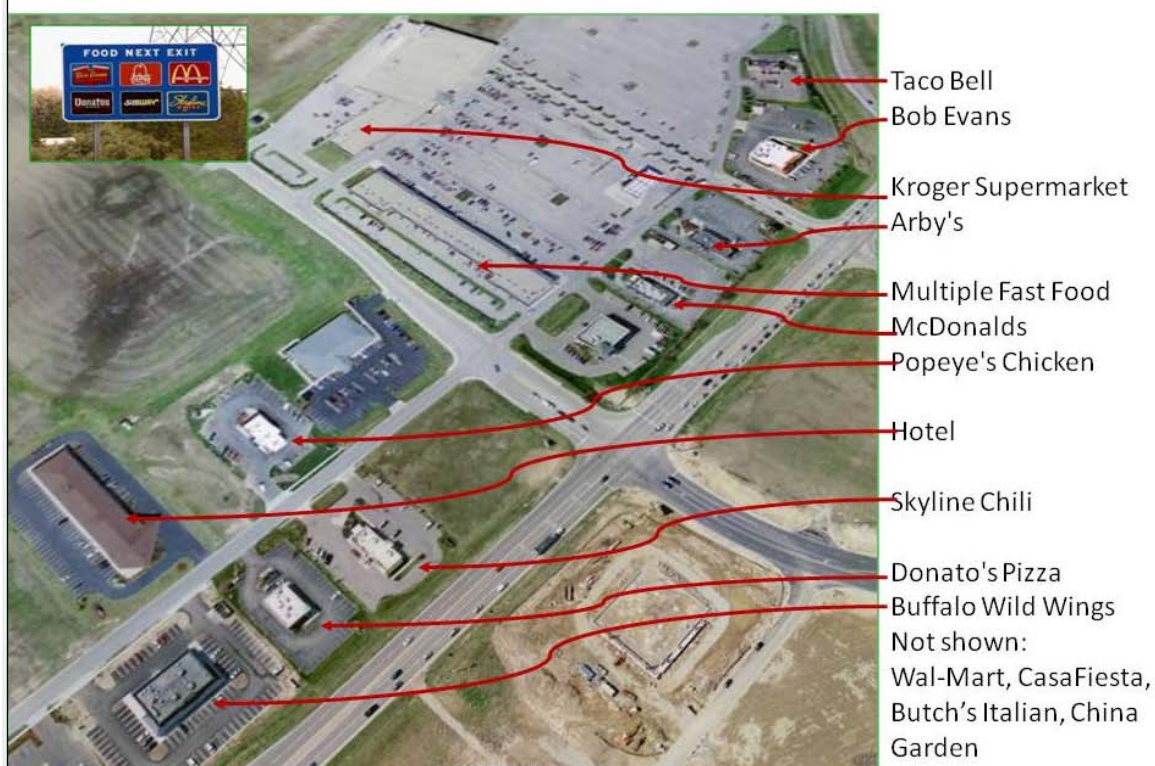 FOOD NEXT EXIT
Bob Evans
Donatos
SUBWAY
Skyline
Taco Bell
Bob Evans
Kroger Supermarket
Arby's
Multiple Fast Food
McDonalds
Popeye's Chicken
Hotel
Skyline Chili
Donato's Pizza
Buffalo Wild Wings
Not shown:
Wal-Mart, CasaFiesta,
Butch's Italian, China
Garden